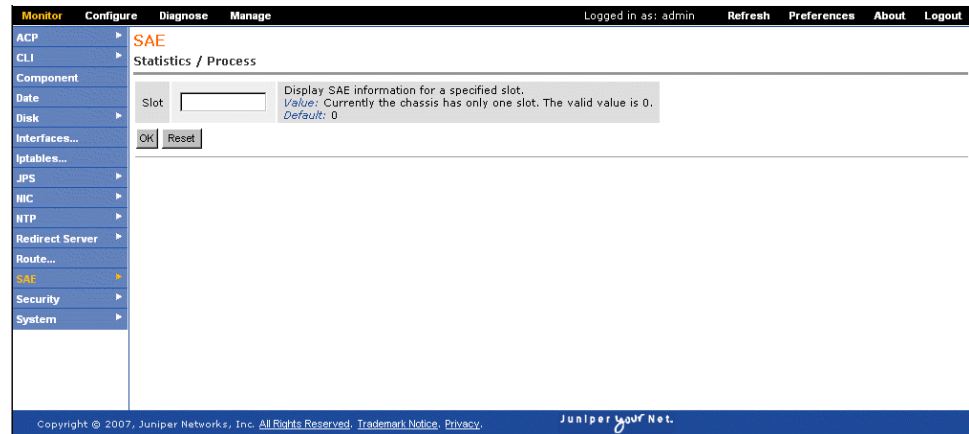 Monitor Configure Diagnose Manage Logged in as: admin Refresh Preferences About Logout
ACP
CLI
Component
Date
Disk
Interfaces...
Iptables...
JPS
NIC
NTP
Redirect Server
Route...
SAE
Security
System
SAE
Statistics / Process
Slot
Display SAE information for a specified slot.
Value: Currently the chassis has only one slot. The valid value is 0.
Default: 0
OK Reset
Copyright © 2007, Juniper Networks, Inc. All Rights Reserved. Trademark Notice. Privacy.
Juniper your Net.